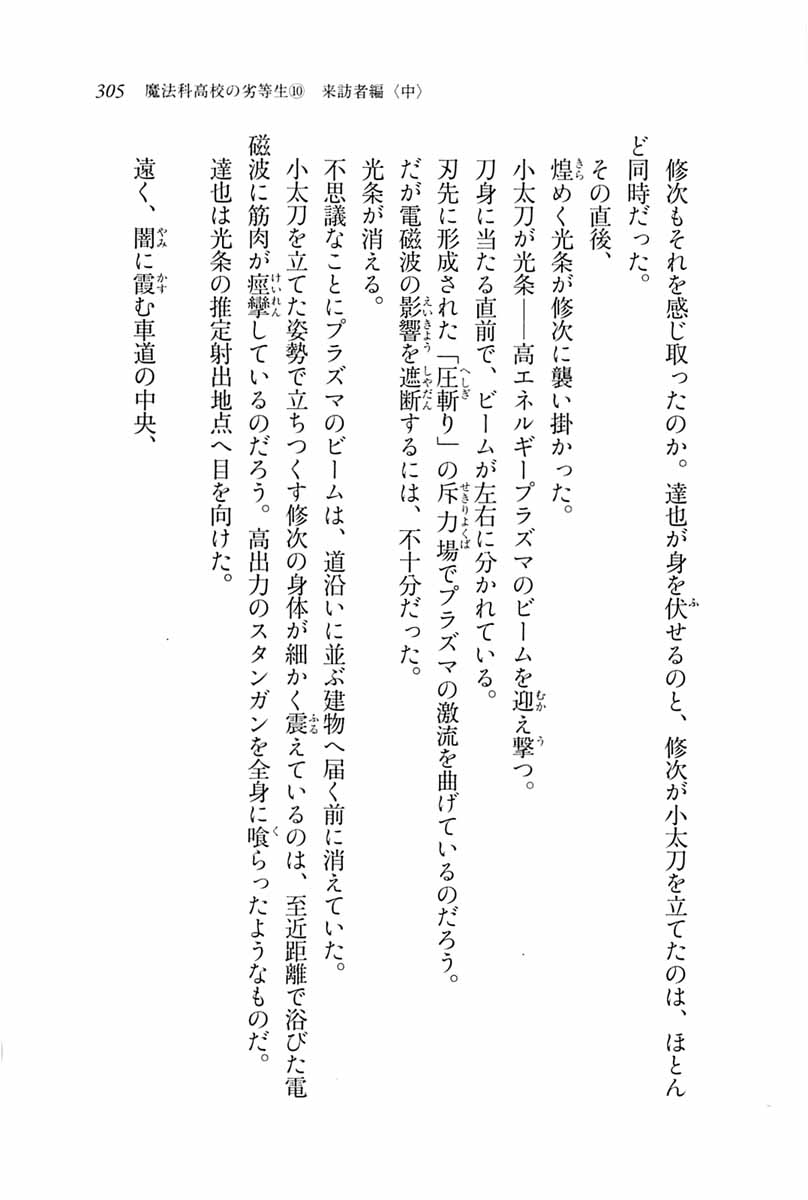 305　魔法科高校の劣等生⑩　来訪者編〈中〉
　修次もそれを感じ取ったのか。達也が身を伏せるのと、修次が小太刀を立てたのは、ほとん
ど同時だった。
　その直後、
　煌めく光条が修次に襲い掛かった。
　小太刀が光条――高エネルギープラズマのビームを迎え撃つ。
　刀身に当たる直前で、ビームが左右に分かれている。
　刃先に形成された「圧斬り」の斥力場でプラズマの激流を曲げているのだろう。
　だが電磁波の影響を遮断するには、不十分だった。
　光条が消える。
　不思議なことにプラズマのビームは、道沿いに並ぶ建物へ届く前に消えていた。
　小太刀を立てた姿勢で立ちつくす修次の身体が細かく震えているのは、至近距離で浴びた電
磁波に筋肉が痙攣しているのだろう。高出力のスタンガンを全身に喰らったようなものだ。
　達也は光条の推定射出地点へ目を向けた。
　遠く、闇に霞む車道の中央、